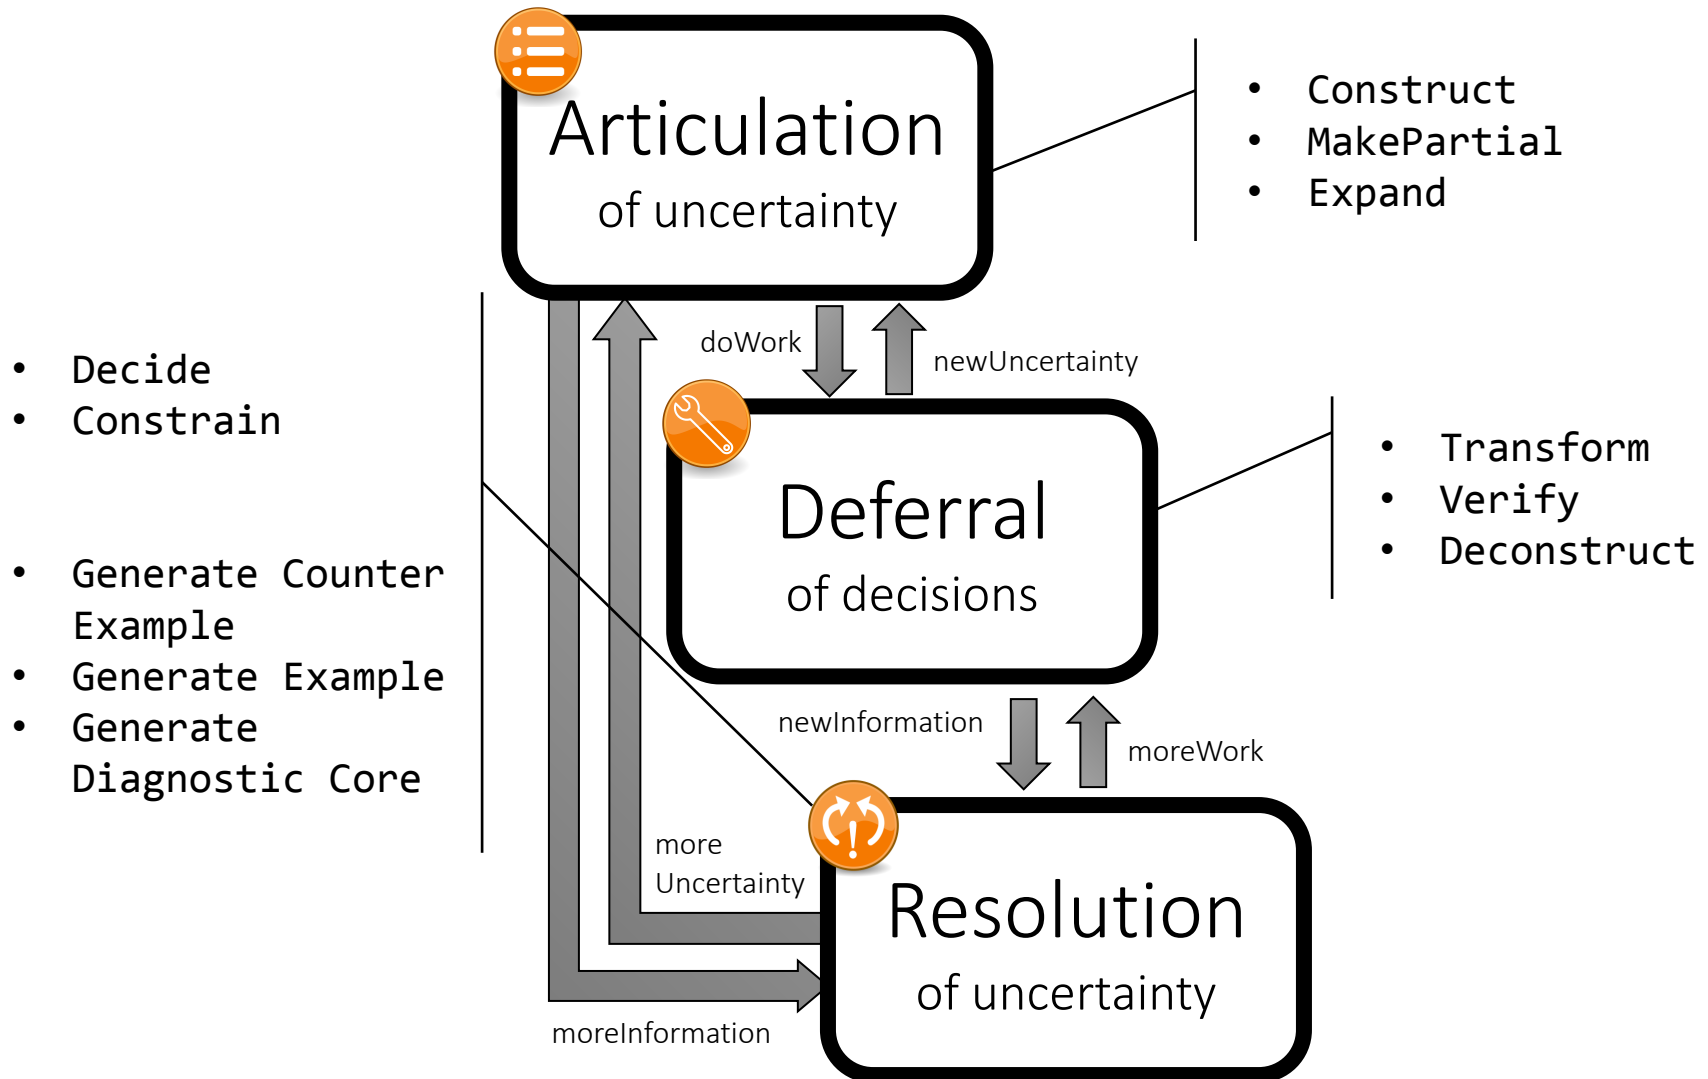 Articulation
of uncertainty
• Construct
• MakePartial
• Expand
doWork
newUncertainty
• Decide
• Constrain
• Generate Counter
Example
• Generate Example
• Generate
Diagnostic Core
Deferral
of decisions
• Transform
• Verify
• Deconstruct
newInformation
moreWork
more
Uncertainty
Resolution
of uncertainty
moreInformation